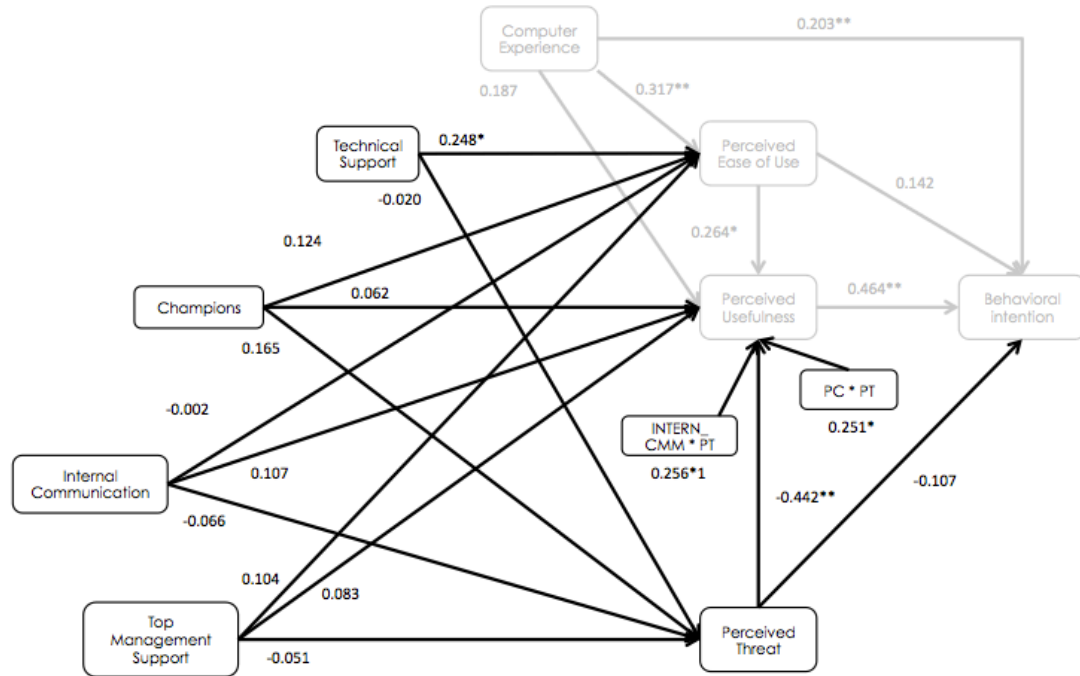 Computer
Experience
0.203**
0.187
0.317**
Technical
Support
0.248*
Perceived
Ease of Use
-0.020
0.142
0.124
0.264*
Champions
0.062
Perceived
Usefulness
0.464**
Behavioral
intention
0.165
PC * PT
-0.002
INTERN_
CMM * PT
0.251*
Internal
Communication
0.107
0.256*1
-0.442**
-0.107
-0.066
0.104
0.083
Top
Management
Support
-0.051
Perceived
Threat